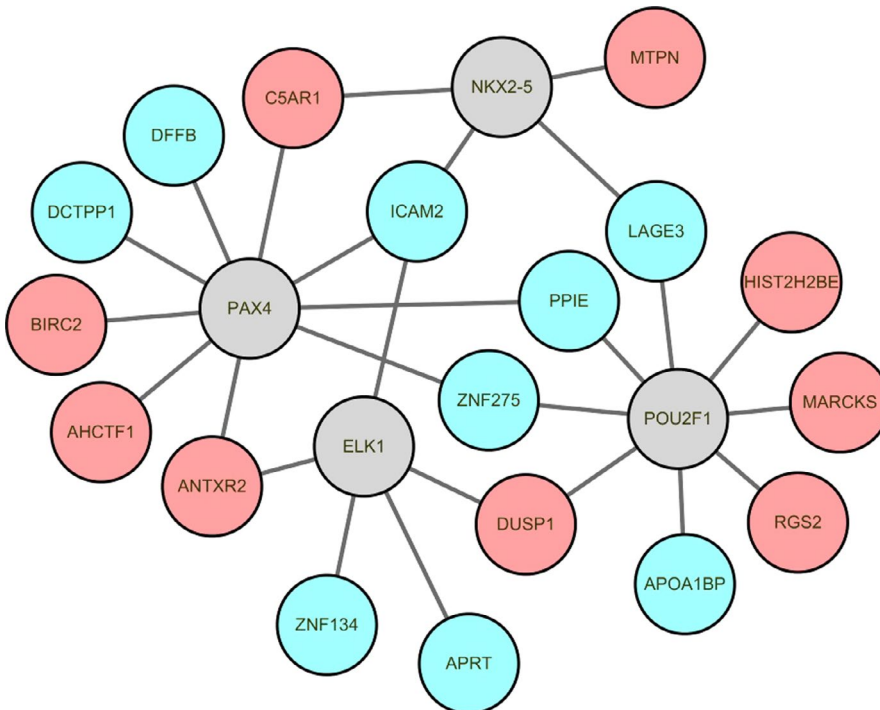 MTPN
NKX2-5
C5AR1
DFFB
DCTPP1
ICAM2
LAGE3
HIST2H2BE
PPIE
PAX4
BIRC2
ZNF275
MARCKS
POU2F1
AHCTF1
ELK1
ANTXR2
DUSP1
RGS2
APOA1BP
ZNF134
APRT